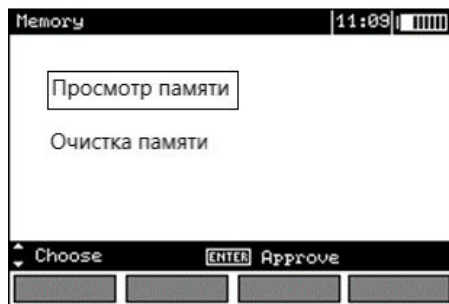 Memory 11:09
Просмотр памяти
Очистка памяти
Choose ENTER Approve